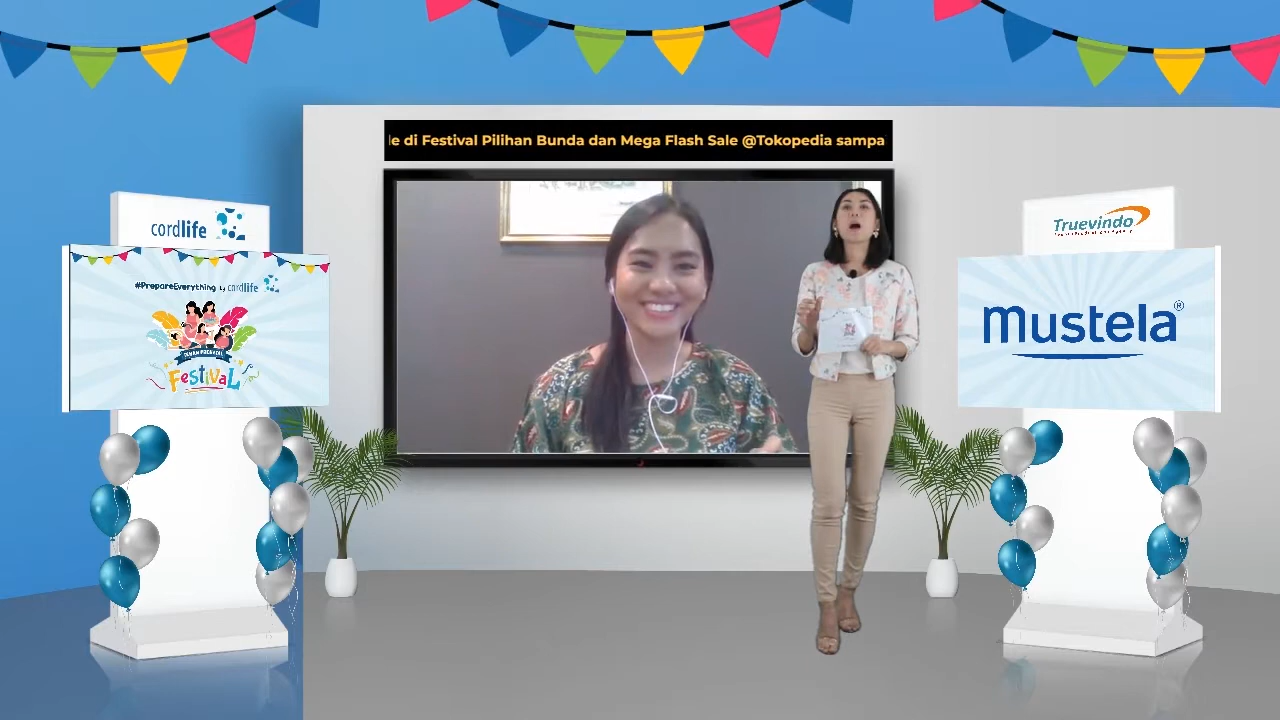 le di Festival Pilihan Bunda dan Mega Flash Sale @Tokopedia sampa
cordlife
#PrepareEverything by cordlife
FestivaL
Truevindo
mustela®